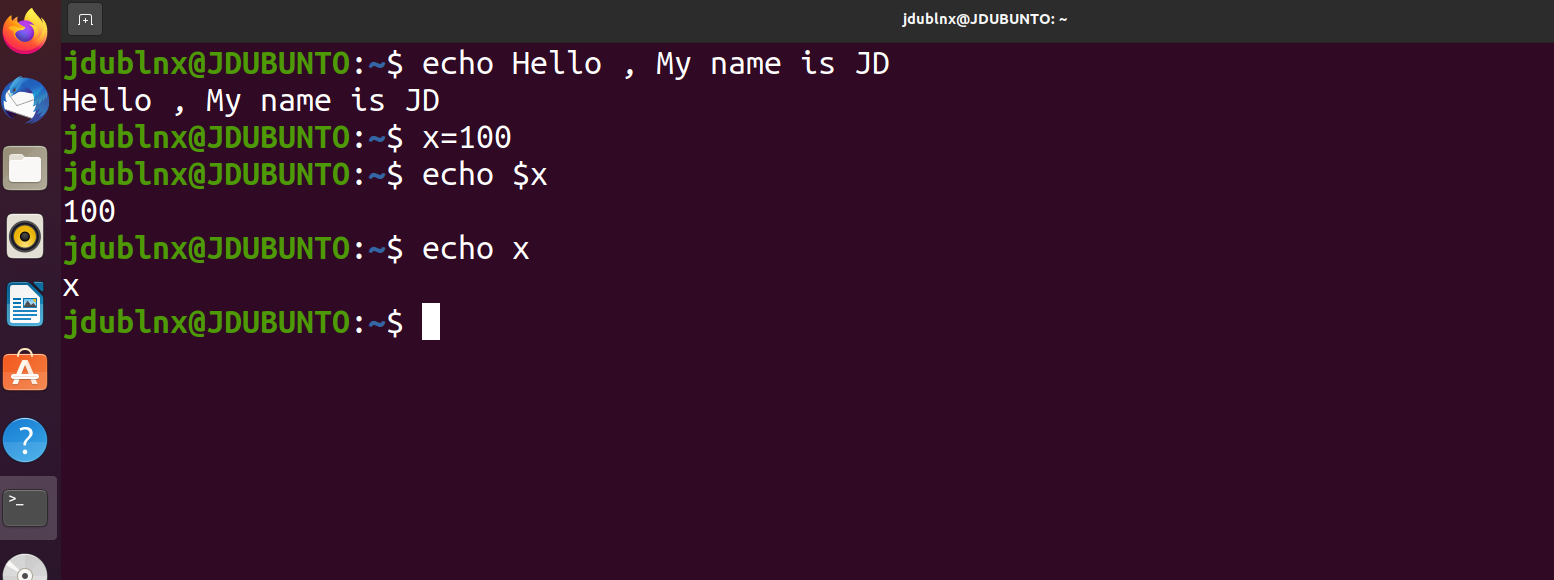 jdublnx@JDUBUNTO: ~
jdublnx@JDUBUNTO:~$ echo Hello , My name is JD
Hello , My name is JD
jdublnx@JDUBUNTO:~$ x=100
jdublnx@JDUBUNTO:~$ echo $x
100
jdublnx@JDUBUNTO:~$ echo x
x
jdublnx@JDUBUNTO:~$